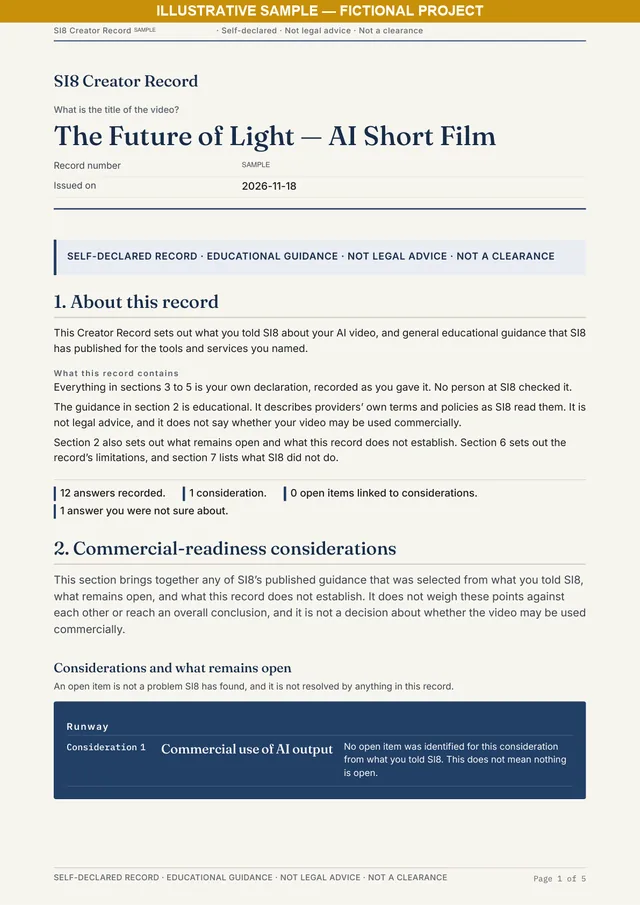 ILLUSTRATIVE SAMPLE — FICTIONAL PROJECT
SI8 Creator Record SAMPLE · Self-declared · Not legal advice · Not a clearance
SI8 Creator Record
What is the title of the video?
The Future of Light — AI Short Film
Record number SAMPLE
Issued on 2026-11-18
SELF-DECLARED RECORD · EDUCATIONAL GUIDANCE · NOT LEGAL ADVICE · NOT A CLEARANCE
1. About this record
This Creator Record sets out what you told SI8 about your AI video, and general educational guidance that SI8
has published for the tools and services you named.
What this record contains
Everything in sections 3 to 5 is your own declaration, recorded as you gave it. No person at SI8 checked it.
The guidance in section 2 is educational. It describes providers’ own terms and policies as SI8 read them. It is
not legal advice, and it does not say whether your video may be used commercially.
Section 2 also sets out what remains open and what this record does not establish. Section 6 sets out the
record’s limitations, and section 7 lists what SI8 did not do.
12 answers recorded. 1 consideration. 0 open items linked to considerations.
1 answer you were not sure about.
2. Commercial-readiness considerations
This section brings together any of SI8’s published guidance that was selected from what you told SI8,
what remains open, and what this record does not establish. It does not weigh these points against
each other or reach an overall conclusion, and it is not a decision about whether the video may be used
commercially.
Considerations and what remains open
An open item is not a problem SI8 has found, and it is not resolved by anything in this record.
Runway
Consideration 1 Commercial use of AI output No open item was identified for this consideration
from what you told SI8. This does not mean nothing
is open.
SELF-DECLARED RECORD · EDUCATIONAL GUIDANCE · NOT LEGAL ADVICE · NOT A CLEARANCE Page 1 of 5